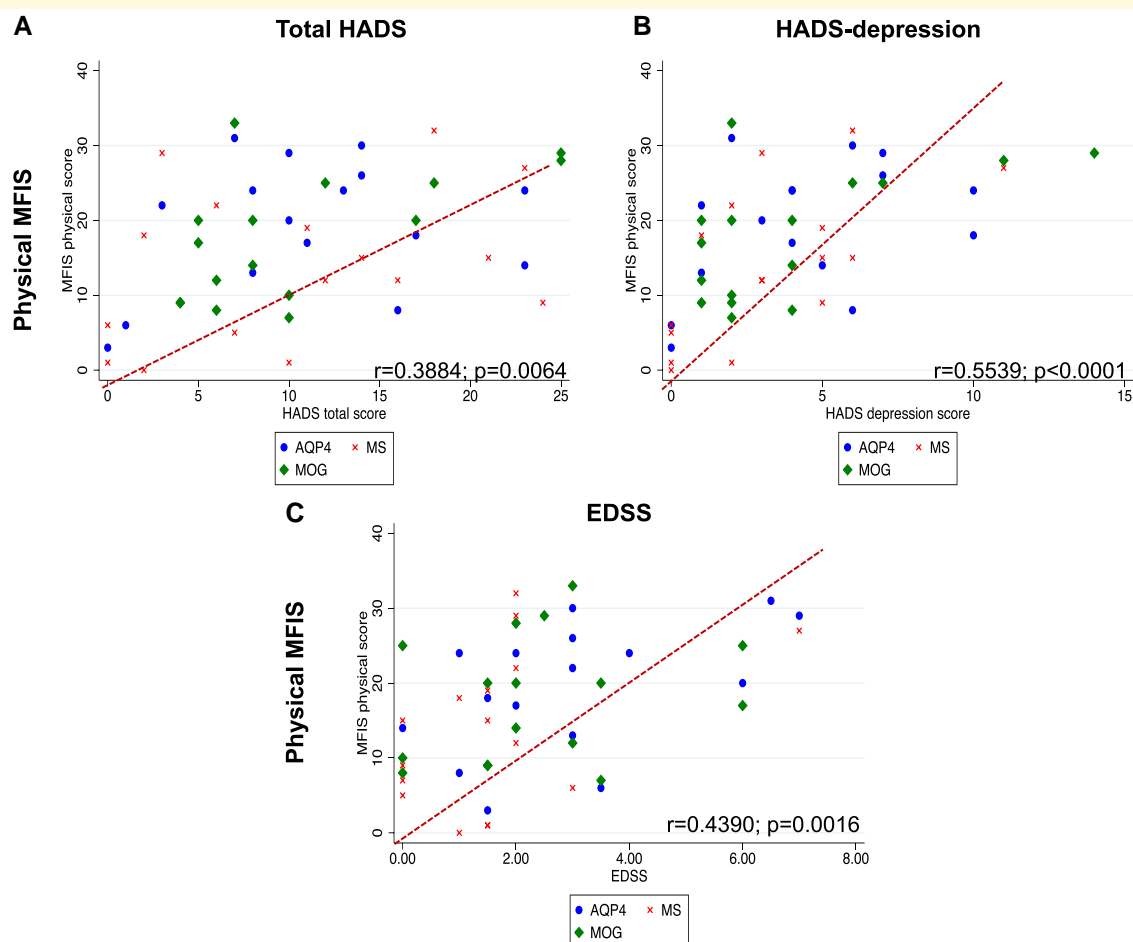 A
Total HADS
Physical MFIS
MFIS physical score
40
30
20
10
0
r=0.3884; p=0.0064
0 5 10 15 20 25
HADS total score
AQP4 MS
MOG
B
HADS-depression
MFIS physical score
40
30
20
10
0
r=0.5539; p<0.0001
0 5 10 15
HADS depression score
AQP4 MS
MOG
C
EDSS
Physical MFIS
MFIS physical score
40
30
20
10
0
r=0.4390; p=0.0016
0.00 2.00 4.00 6.00 8.00
EDSS
AQP4 MS
MOG